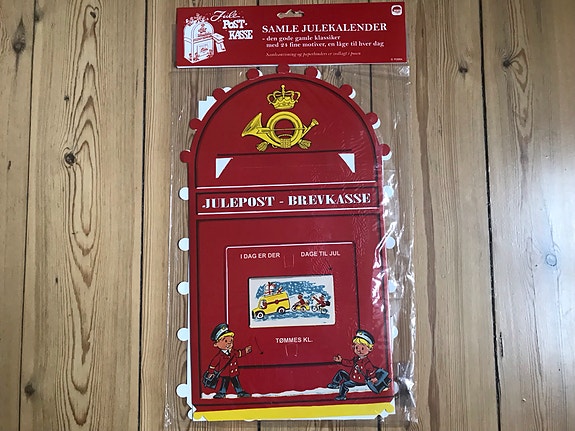 Jule-
POST-
KASSE
SAMLE JULEKALENDER
- den gode gamle klassiker
med 24 fine motiver, en låge til hver dag
JULEPOST - BREVKASSE
I DAG ER DER DAGE TIL JUL
TØMMES KL.